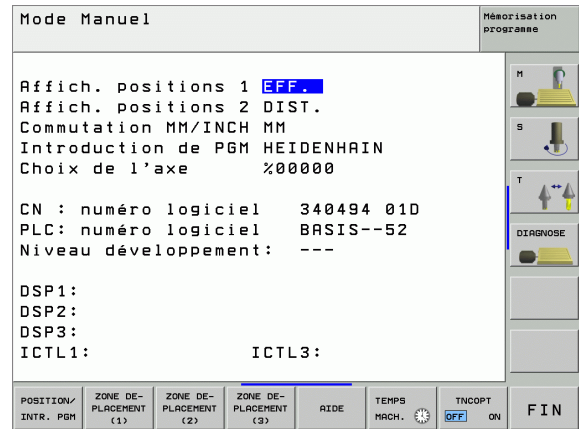 Mode Manuel
Mémorisation
programme
Affich. positions 1 EFF.
Affich. positions 2 DIST.
Commutation MM/INCH MM
Introduction de PGM HEIDENHAIN
Choix de l'axe %00000
CN : numéro logiciel 340494 01D
PLC: numéro logiciel BASIS--52
Niveau développement: ---
DSP1:
DSP2:
DSP3:
ICTL1: ICTL3:
M
S
T
DIAGNOSE
POSITION/
INTR. PGM
ZONE DE-
PLACEMENT
(1)
ZONE DE-
PLACEMENT
(2)
ZONE DE-
PLACEMENT
(3)
AIDE
TEMPS
MACH.
TNCOPT
OFF ON
FIN